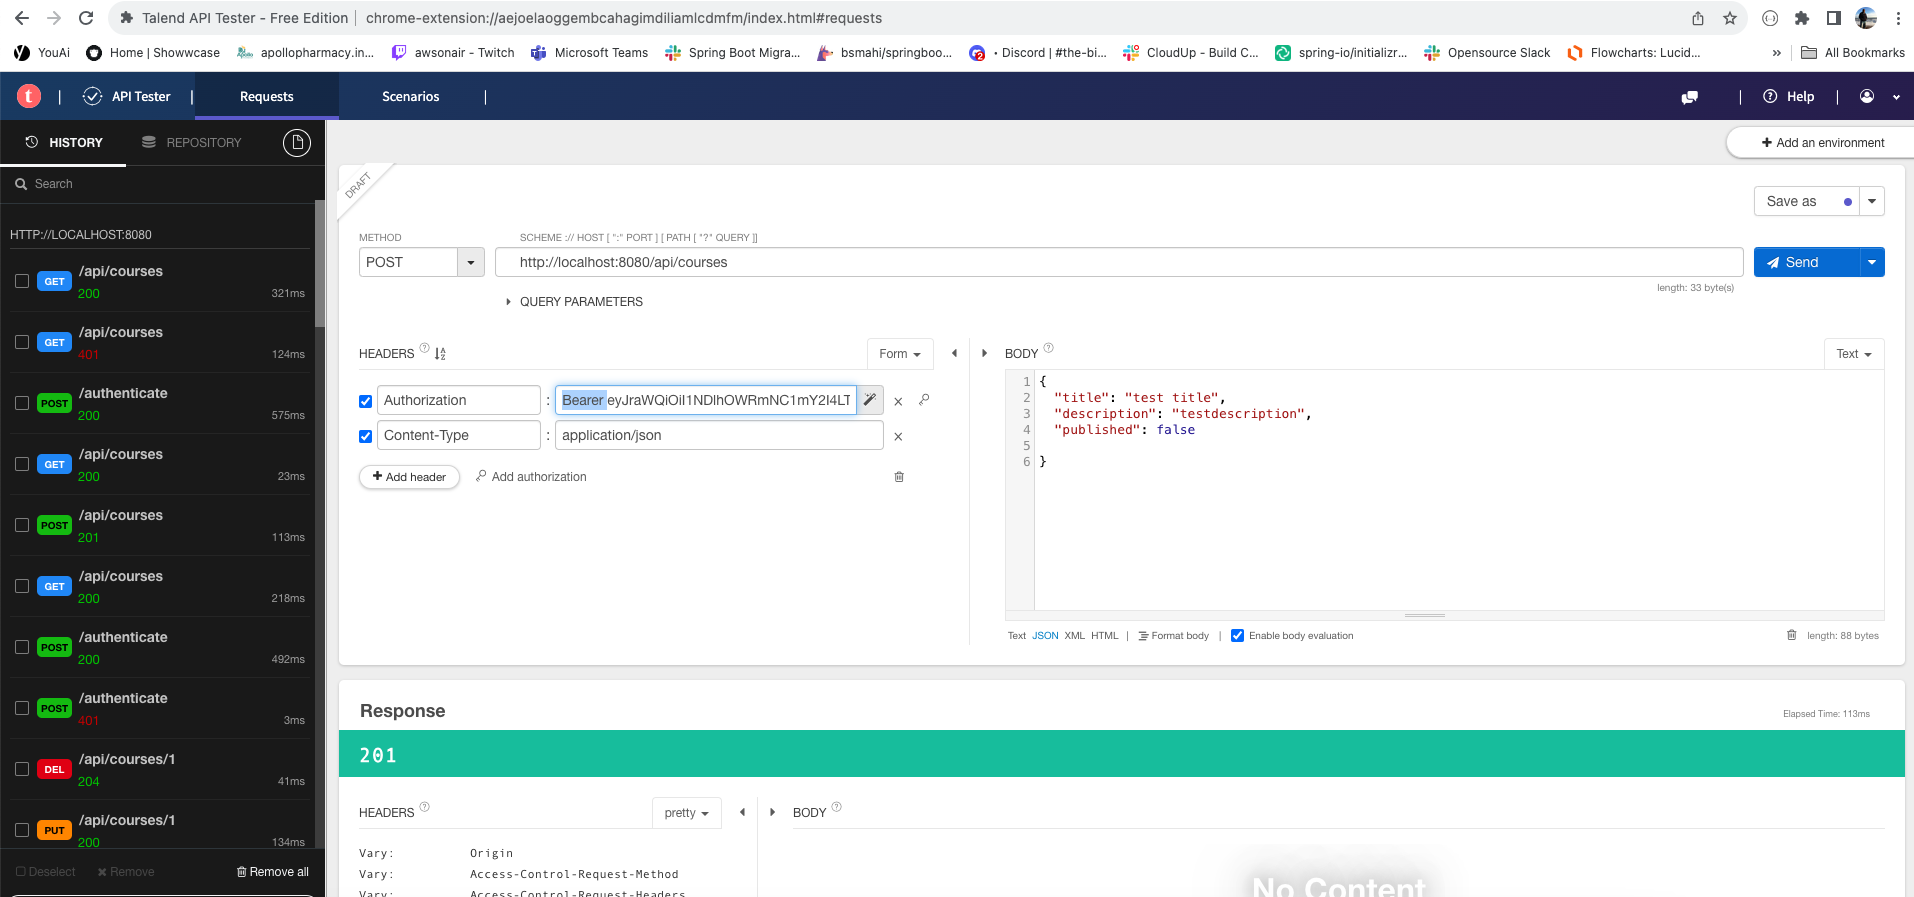 Talend API Tester - Free Edition | chrome-extension://aejoelaoggembcahagimdiliamlcdmfm/index.html#requests
YouAi Home | Showwcase apollopharmacy.in... awsonair - Twitch Microsoft Teams Spring Boot Migra... bsmahi/springboo... 2 • Discord | #the-bi... CloudUp - Build C... spring-io/initializr... Opensource Slack Flowcharts: Lucid... » All Bookmarks
t | API Tester | Requests Scenarios | | Help |
HISTORY REPOSITORY
Add an environment
Search
DRAFT
Save as
HTTP://LOCALHOST:8080
METHOD SCHEME :// HOST [ ":" PORT ] [ PATH [ "?" QUERY ]]
POST http://localhost:8080/api/courses Send
length: 33 byte(s)
QUERY PARAMETERS
GET /api/courses
200 321ms
GET /api/courses
401 124ms
POST /authenticate
200 575ms
GET /api/courses
200 23ms
POST /api/courses
201 113ms
GET /api/courses
200 218ms
POST /authenticate
200 492ms
POST /authenticate
401 3ms
DEL /api/courses/1
204 41ms
PUT /api/courses/1
200 134ms
Deselect Remove Remove all
HEADERS ? Form
Authorization : Bearer eyJraWQiOiI1NDlhOWRmNC1mY2I4LT
Content-Type : application/json
Add header Add authorization
BODY ? Text
1 {
2 "title": "test title",
3 "description": "testdescription",
4 "published": false
5
6 }
Text JSON XML HTML | Format body | Enable body evaluation length: 88 bytes
Response
Elapsed Time: 113ms
201
HEADERS ? pretty BODY ?
Vary: Origin
Vary: Access-Control-Request-Method
Vary: Access-Control-Request-Headers
No Content